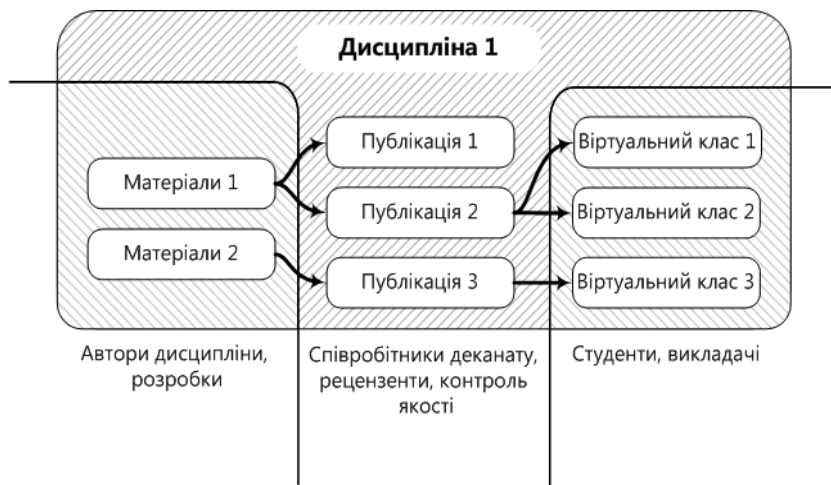 Дисципліна 1
Матеріали 1
Матеріали 2
Публікація 1
Публікація 2
Публікація 3
Віртуальний клас 1
Віртуальний клас 2
Віртуальний клас 3
Автори дисципліни,
розробки
Співробітники деканату,
рецензенти, контроль
якості
Студенти, викладачі